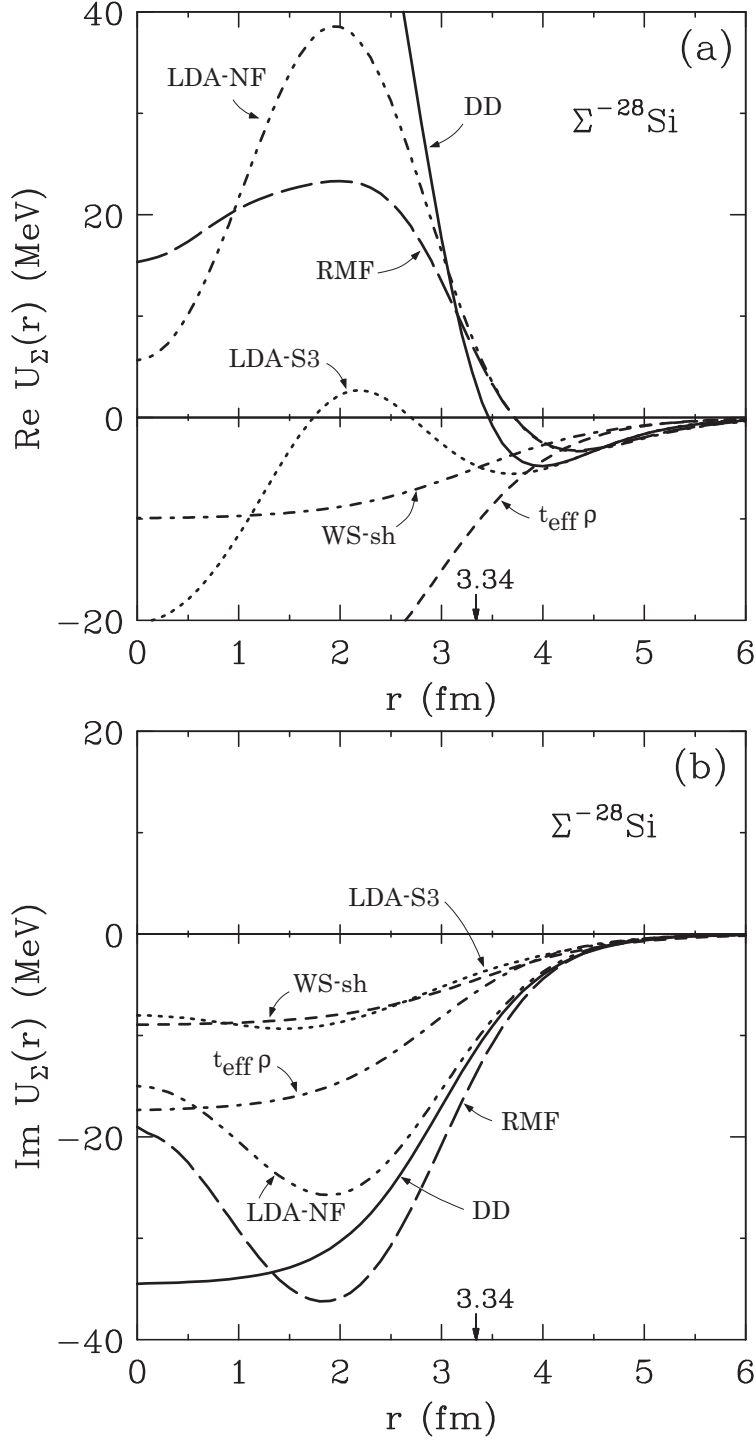 40
(a)
LDA-NF
DD
Σ⁻²⁸Si
20
RMF
Re U_Σ(r) (MeV)
LDA-S3
0
WS-sh
t_eff ρ
3.34
−20
0 1 2 3 4 5 6
r (fm)
20
(b)
Σ⁻²⁸Si
LDA-S3
0
WS-sh
Im U_Σ(r) (MeV)
t_eff ρ
−20
RMF
LDA-NF
DD
3.34
−40
0 1 2 3 4 5 6
r (fm)